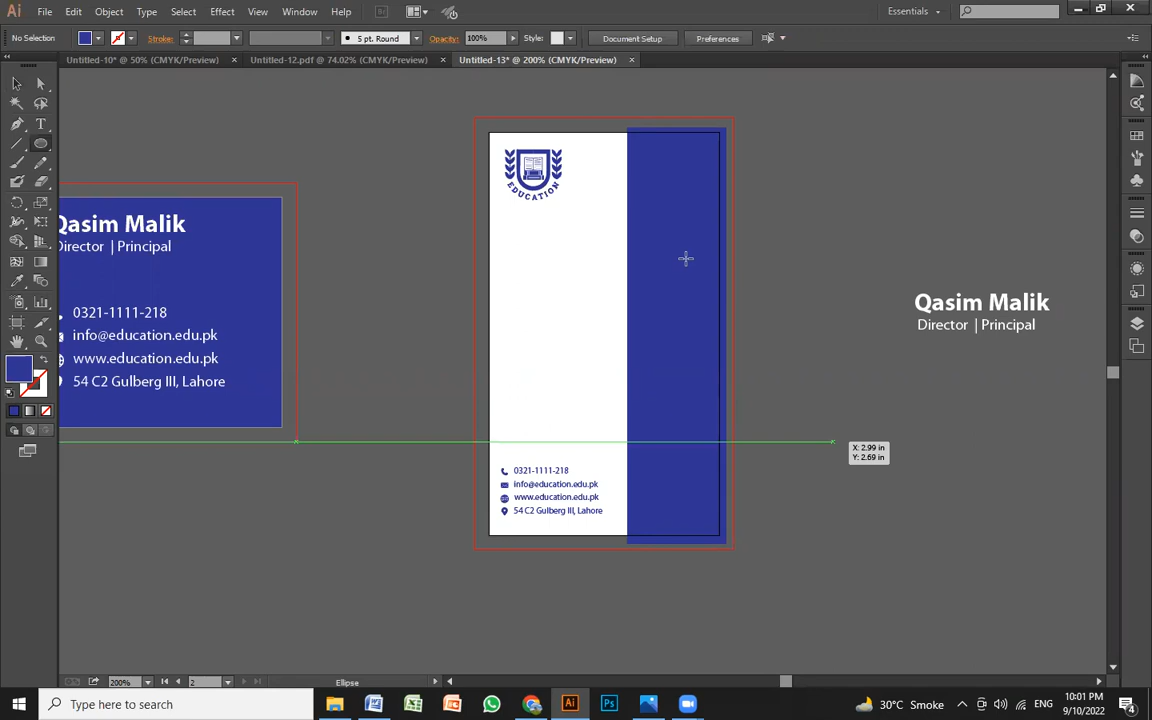 Ai File Edit Object Type Select Effect View Window Help Br Essentials
No Selection Stroke: 5 pt. Round Opacity: 100% Style: Document Setup Preferences
Untitled-10* @ 50% (CMYK/Preview) × Untitled-12.pdf @ 74.02% (CMYK/Preview) × Untitled-13* @ 200% (CMYK/Preview) ×
EDUCATION
Qasim Malik
Director | Principal
0321-1111-218
info@education.edu.pk
www.education.edu.pk
54 C2 Gulberg III, Lahore
Qasim Malik
Director | Principal
X: 2.99 in
Y: 2.69 in
0321-1111-218
info@education.edu.pk
www.education.edu.pk
54 C2 Gulberg III, Lahore
200% 2 Ellipse
Type here to search
Ai Ps
30°C Smoke ENG
10:01 PM
9/10/2022
4